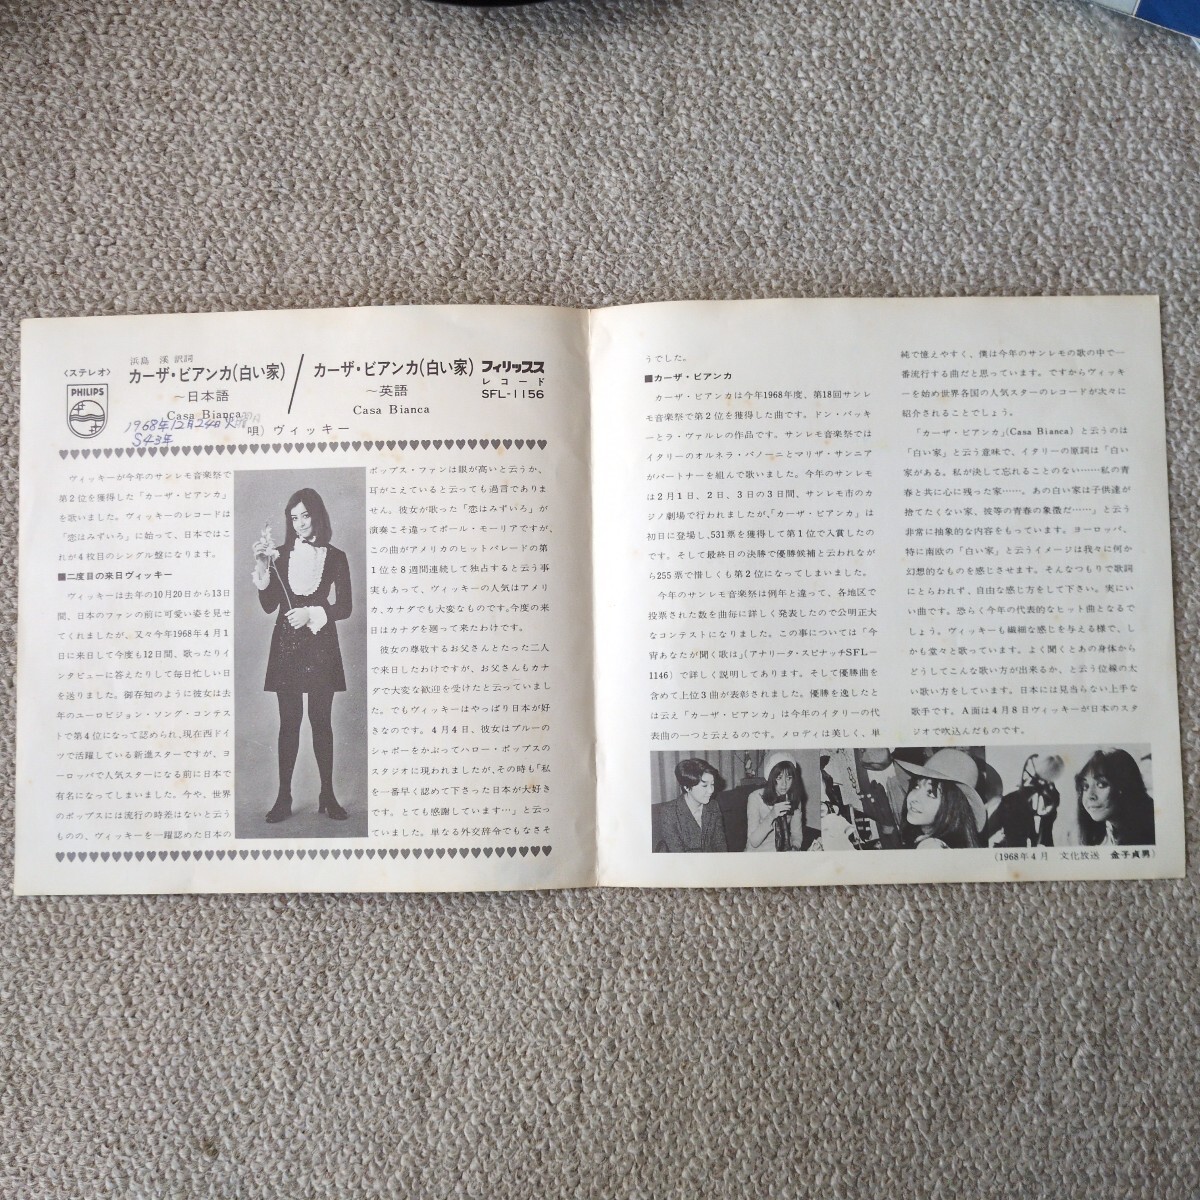 浜島 漢 訳詞
〈ステレオ〉
カーザ・ビアンカ(白い家)
〜日本語
Casa Bianca
カーザ・ビアンカ(白い家)
〜英語
Casa Bianca
フィリップス
レコード
SFL-1156
PHILIPS
1968年12月24日火曜日
S43年
唄) ヴィッキー
ヴィッキーが今年のサンレモ音楽祭で
第2位を獲得した「カーザ・ビアンカ」
を歌いました。ヴィッキーのレコードは
「恋はみずいろ」に始って、日本ではこ
れが4枚目のシングル盤になります。
■二度目の来日ヴィッキー
ヴィッキーは去年の10月20日から13日
間、日本のファンの前に可愛い姿を見せ
てくれましたが、又々今年1968年4月1
日に来日して今度も12日間、歌ったりイ
ンタビューに答えたりして毎日忙しい日
を送りました。御存知のように彼女は去
年のユーロビジョン・ソング・コンテス
トで第4位になって認められ、現在西ドイ
ツで活躍している新進スターですが、ヨ
ーロッパで人気スターになる前に日本で
有名になってしまいました。今や、世界
のポップスには流行の時差はないと云う
ものの、ヴィッキーを一躍認めた日本の
ポップス・ファンは眼が高いと云うか、
耳がこえていると云っても過言でありま
せん。彼女が歌った「恋はみずいろ」が
演奏こそ違ってポール・モーリアですが、
この曲がアメリカのヒットパレードの第
1位を8週間連続して独占すると云う事
実もあって、ヴィッキーの人気はアメリ
カ、カナダでも大変なものです。今度の来
日はカナダを廻って来たわけです。
彼女の尊敬するお父さんとたった二人
で来日したわけですが、お父さんもカナ
ダで大変な歓迎を受けたと云っていまし
た。でもヴィッキーはやっぱり日本が好
きなのです。4月4日、彼女はブルーの
シャポーをかぶってハロー・ポップスの
スタジオに現われましたが、その時も「私
を一番早く認めて下さった日本が大好き
です。とても感謝しています…」と云っ
ていました。単なる外交辞令でもなさそ
うでした。
■カーザ・ビアンカ
カーザ・ビアンカは今年1968年度、第18回サンレ
モ音楽祭で第2位を獲得した曲です。ドン・バッキ
ーとラ・ヴァルレの作品です。サンレモ音楽祭では
イタリーのオルネラ・バノーニとマリザ・サンニア
がパートナーを組んで歌いました。今年のサンレモ
は2月1日、2日、3日の3日間、サンレモ市のカ
ジノ劇場で行われましたが、「カーザ・ビアンカ」は
初日に登場し、531票を獲得して第1位で入賞したの
です。そして最終日の決勝で優勝候補と云われなが
ら255票で惜しくも第2位になってしまいました。
今年のサンレモ音楽祭は例年と違って、各地区で
投票された数を曲毎に詳しく発表したので公明正大
なコンテストになりました。この事については「今
宵あなたが聞く歌は」(アナリータ・スピナッチSFL—
1146)で詳しく説明してあります。そして優勝曲を
含めて上位3曲が表彰されました。優勝を逸したと
は云え「カーザ・ビアンカ」は今年のイタリーの代
表曲の一つと云えるのです。メロディは美しく、単
純で憶えやすく、僕は今年のサンレモの歌の中で一
番流行する曲だと思っています。ですからヴィッキ
ーを始め世界各国の人気スターのレコードが次々に
紹介されることでしょう。
「カーザ・ビアンカ」(Casa Bianca)と云うのは
「白い家」と云う意味で、イタリーの原詞は「白い
家がある。私が決して忘れることのない……私の青
春と共に心に残った家……。あの白い家は子供達が
捨てたくない家、彼等の青春の象徴だ……」と云う
非常に抽象的な内容をもっています。ヨーロッパ、
特に南欧の「白い家」と云うイメージは我々に何か
幻想的なものを感じさせます。そんなつもりで歌詞
にとらわれず、自由な感じ方をして下さい。実にい
い曲です。恐らく今年の代表的なヒット曲となるで
しょう。ヴィッキーも繊細な感じを与える様で、し
かも堂々と歌っています。よく聞くとあの身体から
どうしてこんな歌い方が出来るか、と云う位線の太
い歌い方をしています。日本には見当らない上手な
歌手です。A面は4月8日ヴィッキーが日本のスタ
ジオで吹込んだものです。
(1968年4月 文化放送 金子貞男)